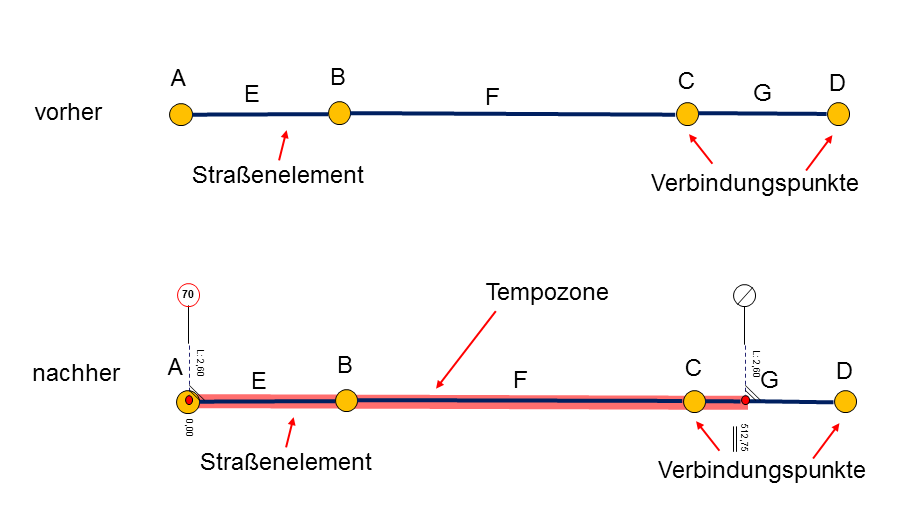 A
B
C
D
E
F
G
vorher
Straßenelement
Verbindungspunkte
Tempozone
70
L: 2,60
L: 2,60
A
B
C
D
E
F
G
nachher
0,00
512,75
Straßenelement
Verbindungspunkte